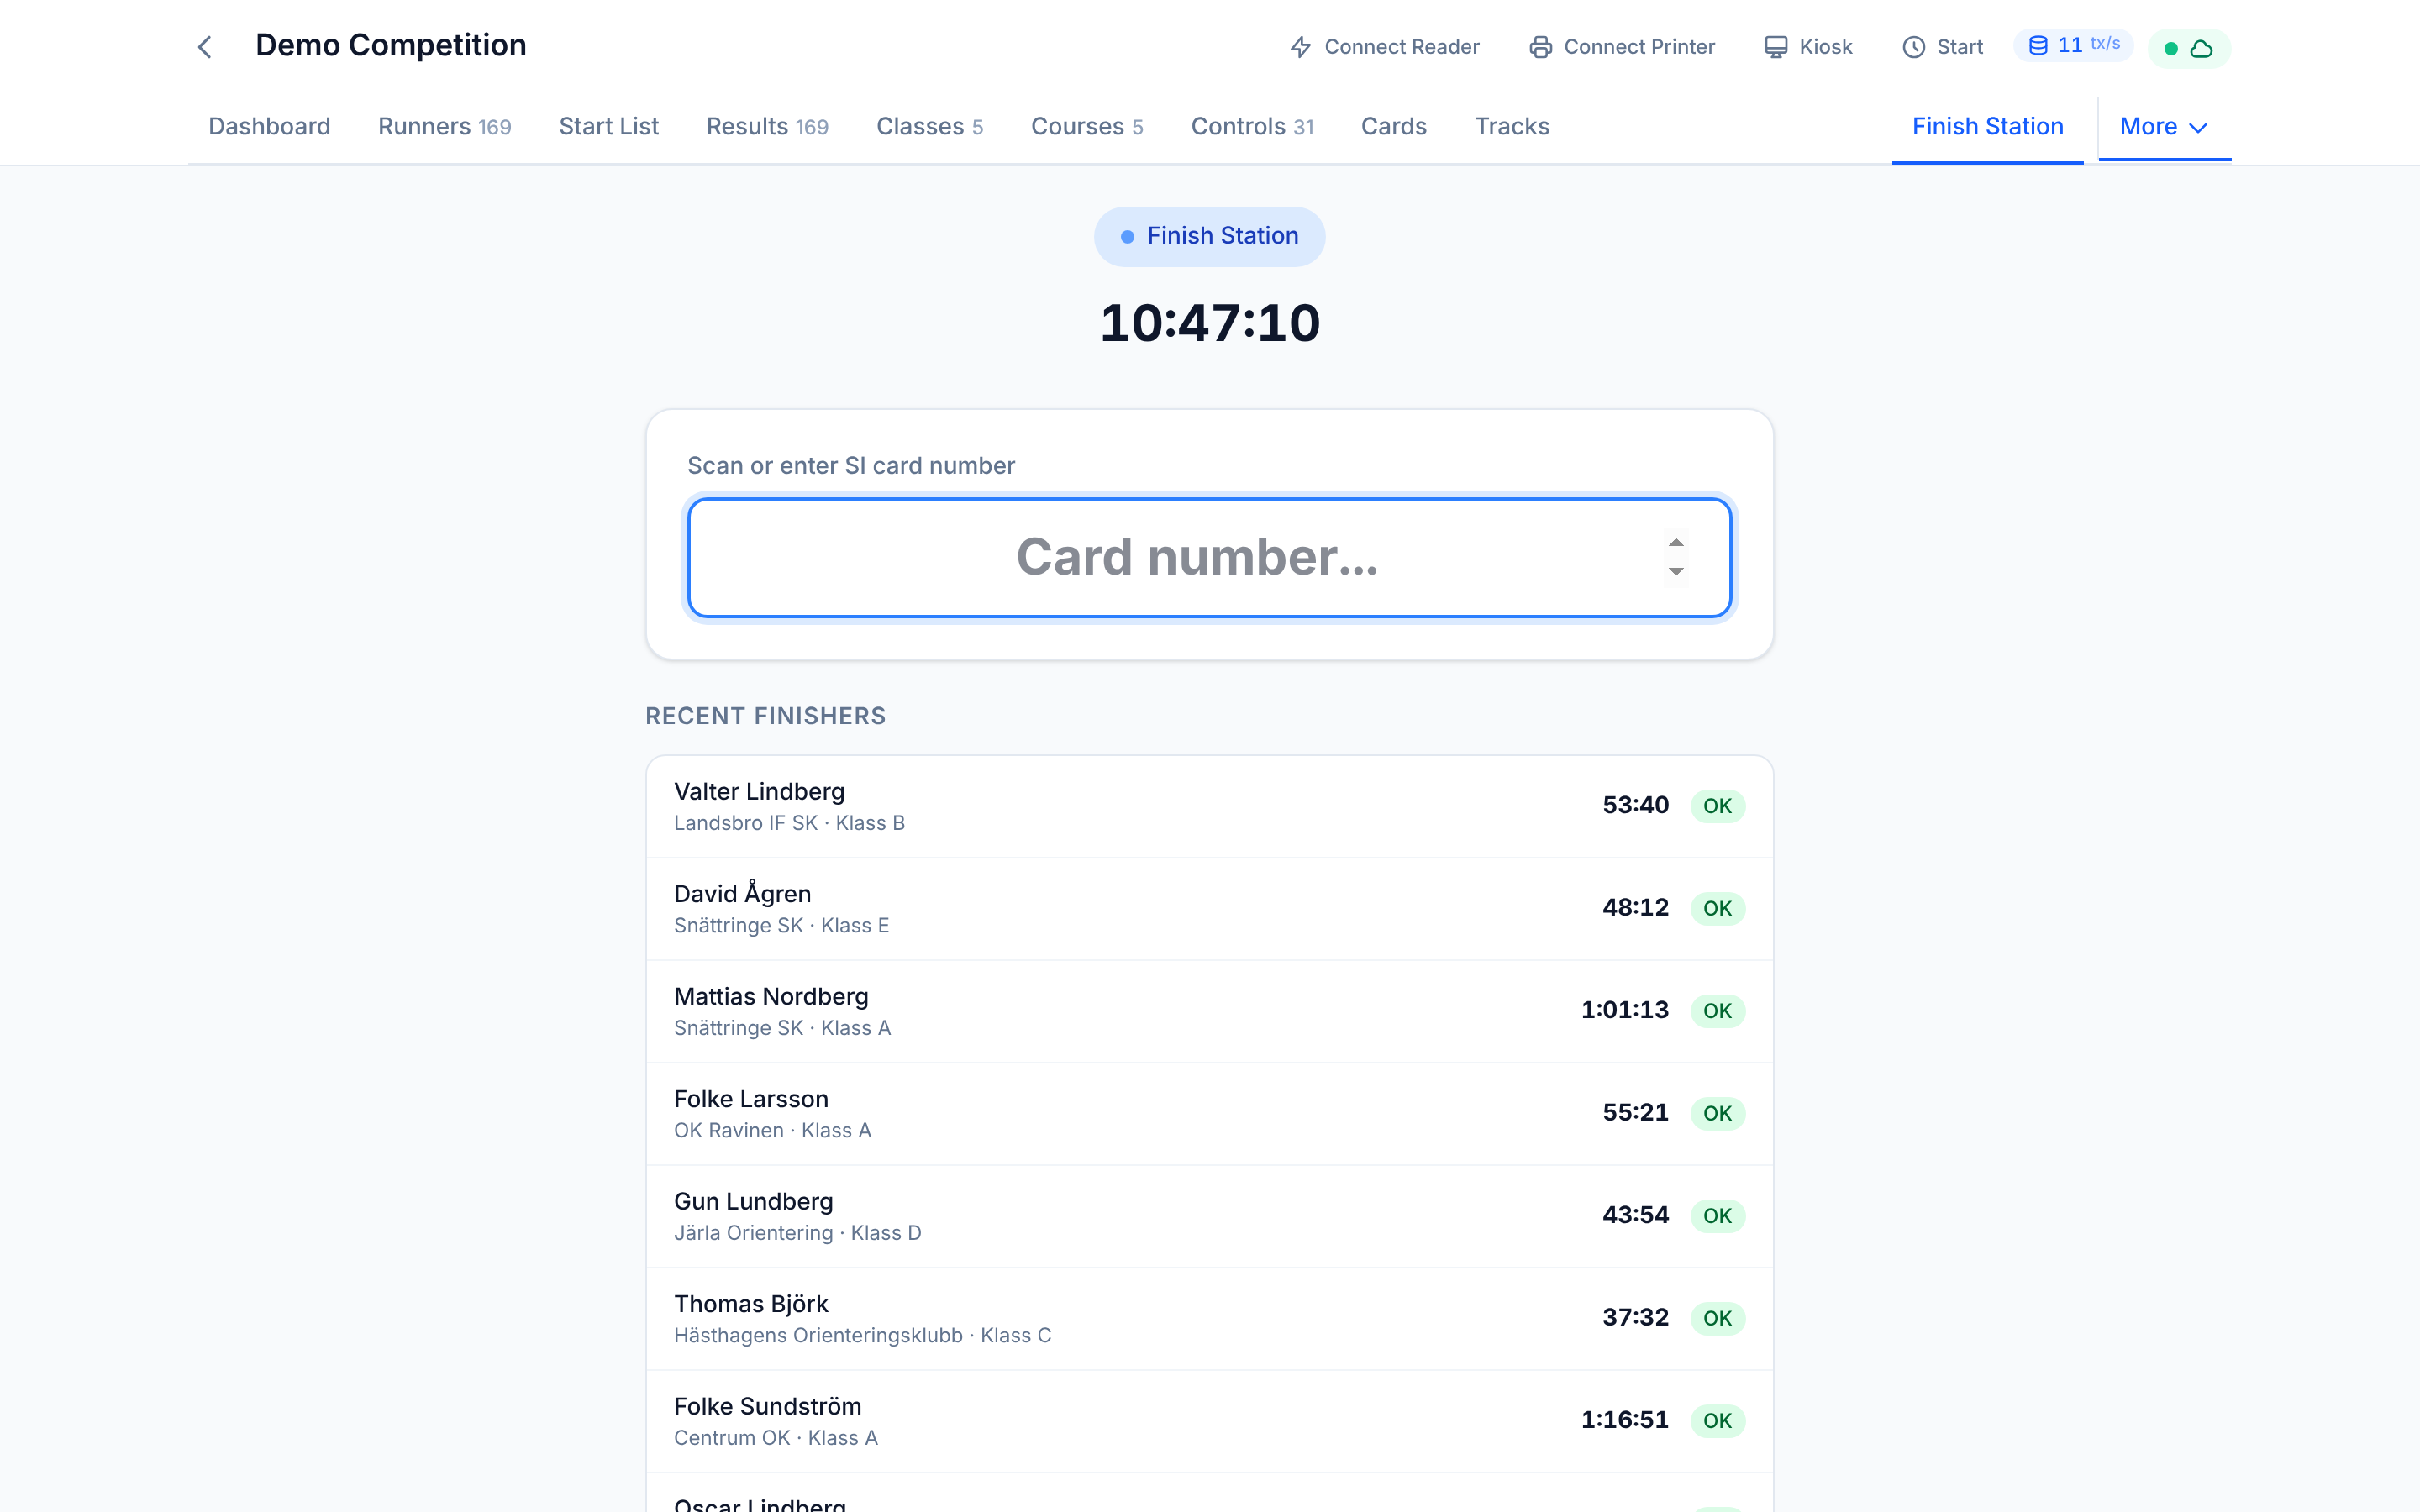 Demo Competition
Connect Reader
Connect Printer
Kiosk
Start
11 tx/s
Dashboard
Runners 169
Start List
Results 169
Classes 5
Courses 5
Controls 31
Cards
Tracks
Finish Station
More
Finish Station
10:47:10
Scan or enter SI card number
Card number...
RECENT FINISHERS
Valter Lindberg
Landsbro IF SK · Klass B
53:40 OK
David Ågren
Snättringe SK · Klass E
48:12 OK
Mattias Nordberg
Snättringe SK · Klass A
1:01:13 OK
Folke Larsson
OK Ravinen · Klass A
55:21 OK
Gun Lundberg
Järla Orientering · Klass D
43:54 OK
Thomas Björk
Hästhagens Orienteringsklubb · Klass C
37:32 OK
Folke Sundström
Centrum OK · Klass A
1:16:51 OK
Oscar Lindberg